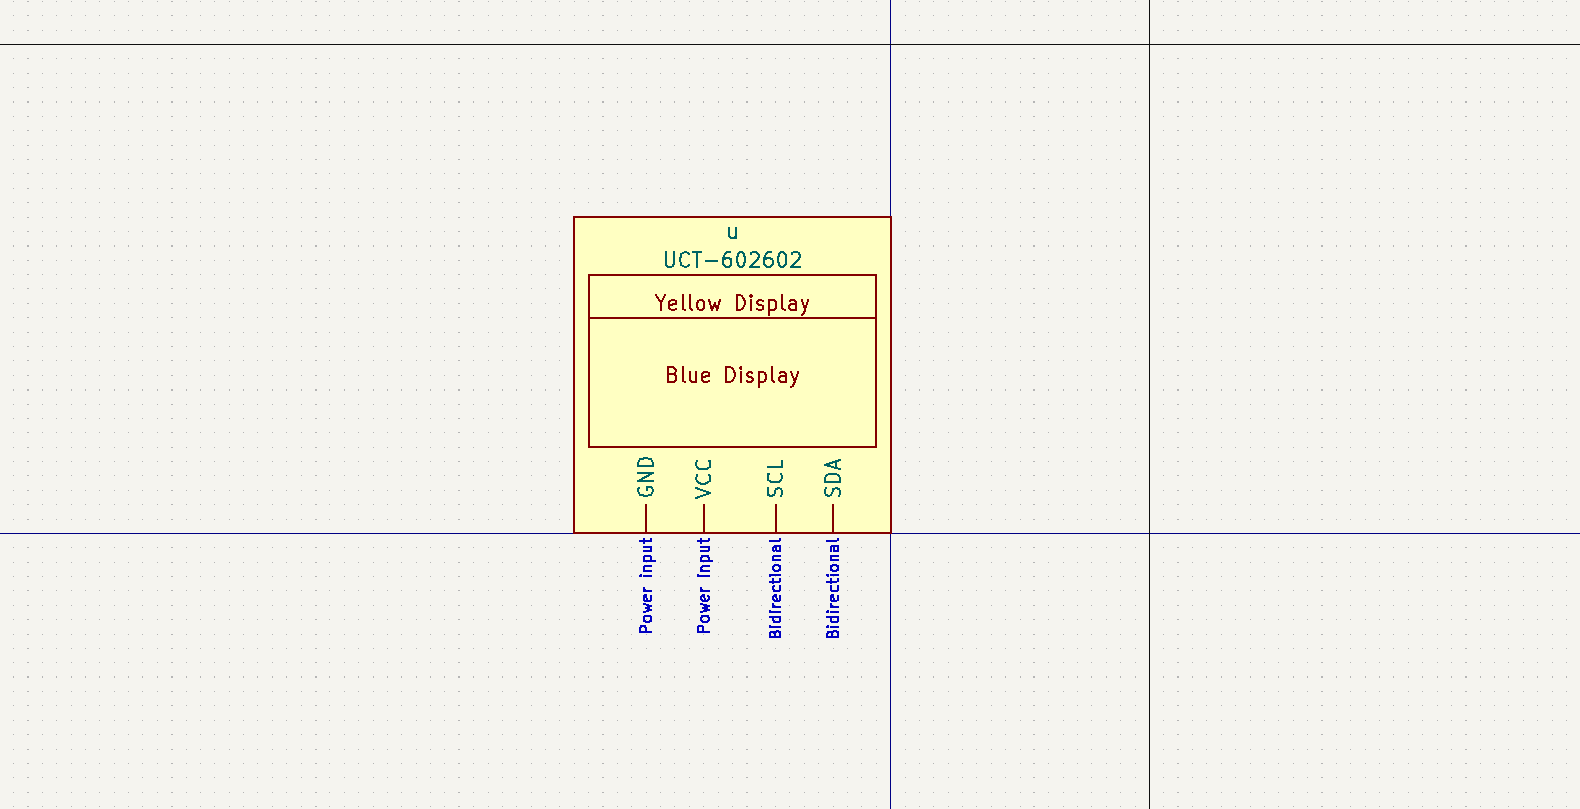 u
UCT-602602
Yellow Display
Blue Display
GND
VCC
SCL
SDA
Power input
Power input
Bidirectional
Bidirectional